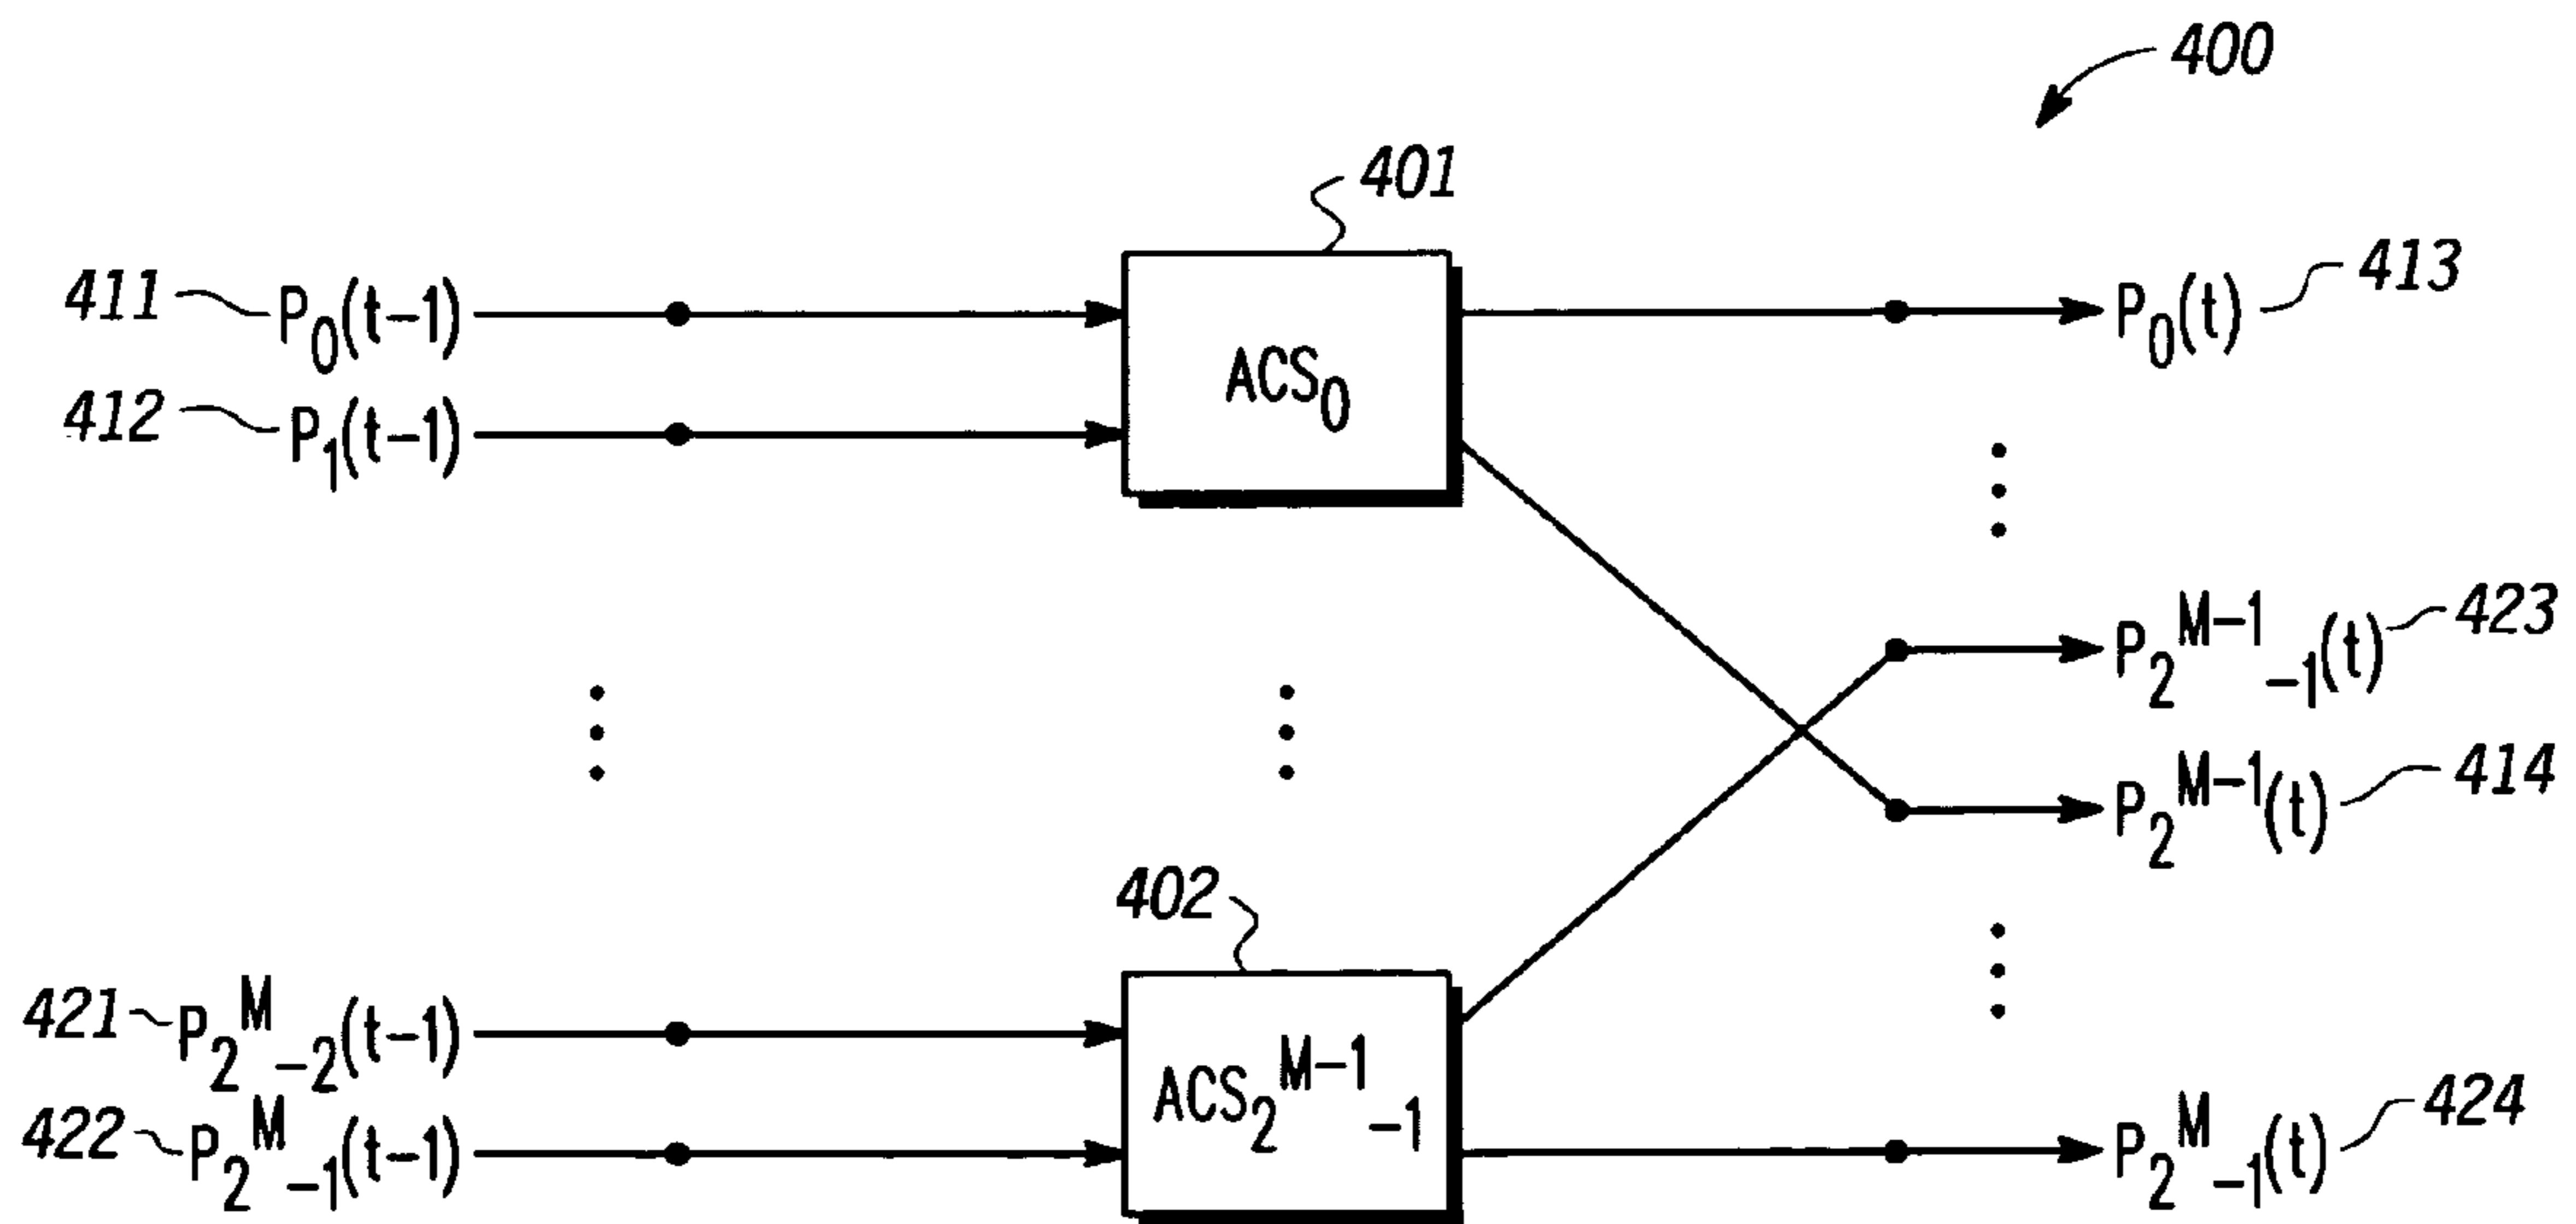 400
401
411 P₀(t–1)
P₀(t) 413
ACS₀
412 P₁(t–1)
P₂ᴹ⁻¹₋₁(t) 423
P₂ᴹ⁻¹(t) 414
402
421 P₂ᴹ₋₂(t–1)
ACS₂ᴹ⁻¹₋₁
422 P₂ᴹ₋₁(t–1)
P₂ᴹ₋₁(t) 424